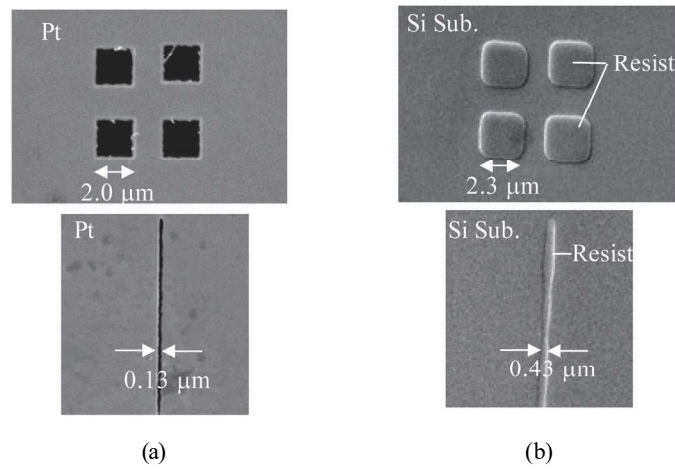 Pt
Si Sub.
Resist
2.0 μm
2.3 μm
Pt
Si Sub.
Resist
0.13 μm
0.43 μm
(a)
(b)